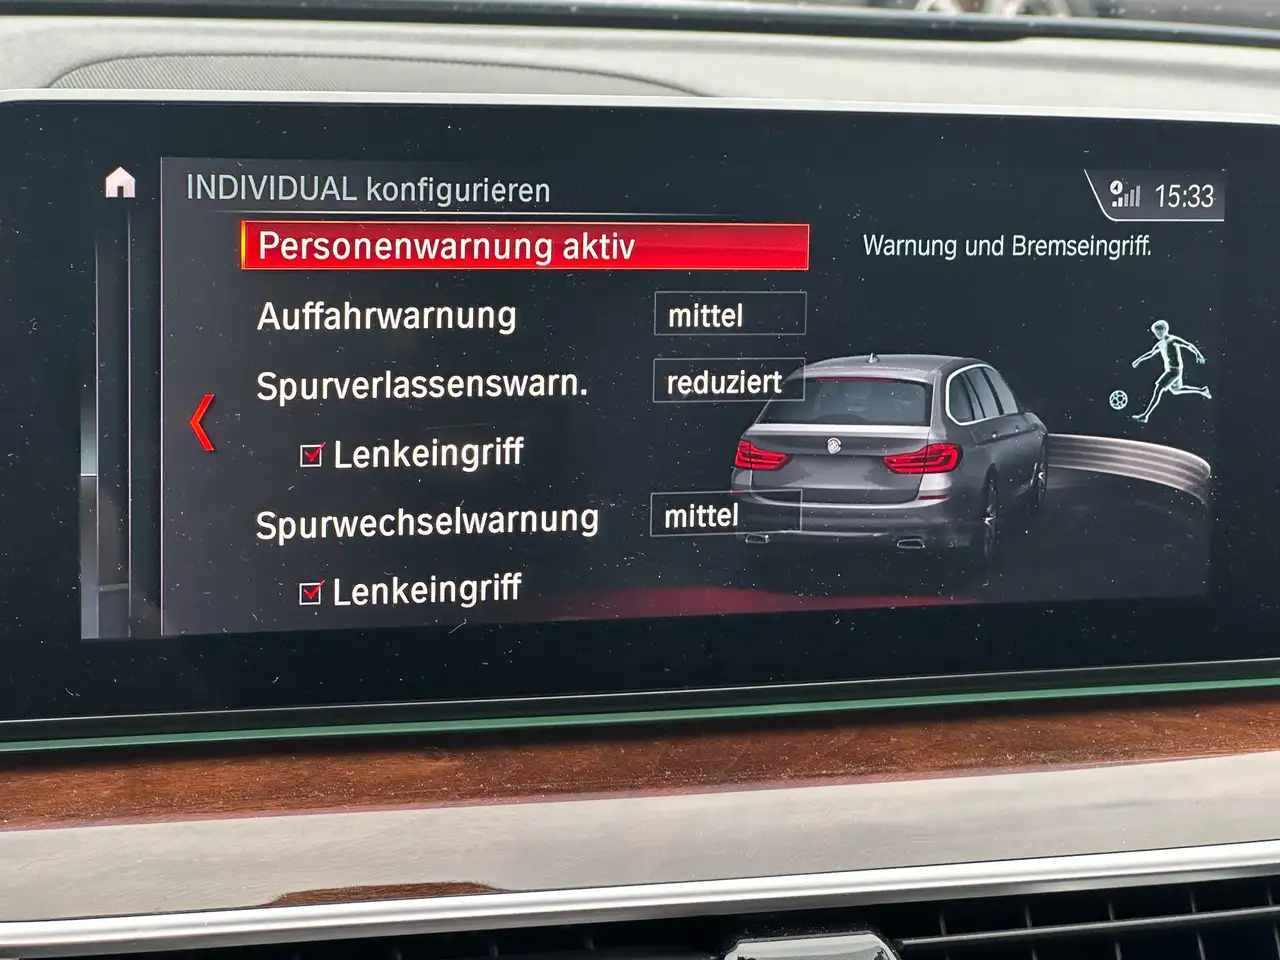 INDIVIDUAL konfigurieren
15:33
Personenwarnung aktiv
Warnung und Bremseingriff.
Auffahrwarnung mittel
Spurverlassenswarn. reduziert
Lenkeingriff
Spurwechselwarnung mittel
Lenkeingriff